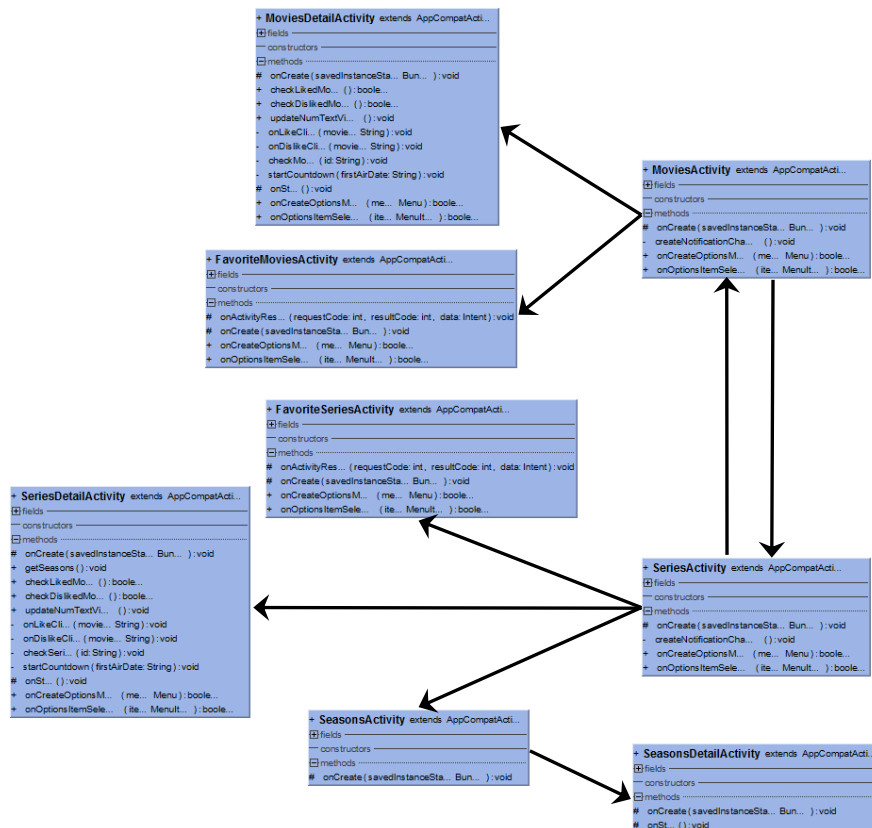 + MoviesDetailActivity extends AppCompatActi...
fields
constructors
methods
# onCreate (savedInstanceSta... Bun... ): void
+ checkLikedMo... (): boole...
+ checkDislikedMo... (): boole...
+ updateNumTextVi... (): void
- onLikeCli... (movie... String): void
- onDislikeCli... (movie... String): void
- checkMo... (id: String): void
- startCountdown (firstAirDate: String): void
# onSt... (): void
+ onCreateOptionsM... (me... Menu): boole...
+ onOptionsItemSele... (ite... MenuIt... ): boole...
+ MoviesActivity extends AppCompatActi...
fields
constructors
methods
# onCreate (savedInstanceSta... Bun... ): void
- createNotificationCha... (): void
+ onCreateOptionsM... (me... Menu): boole...
+ onOptionsItemSele... (ite... MenuIt... ): boole...
+ FavoriteMoviesActivity extends AppCompatActi...
fields
constructors
methods
# onActivityRes... (requestCode: int, resultCode: int, data: Intent): void
# onCreate (savedInstanceSta... Bun... ): void
+ onCreateOptionsM... (me... Menu): boole...
+ onOptionsItemSele... (ite... MenuIt... ): boole...
+ FavoriteSeriesActivity extends AppCompatActi...
fields
constructors
methods
# onActivityRes... (requestCode: int, resultCode: int, data: Intent): void
# onCreate (savedInstanceSta... Bun... ): void
+ onCreateOptionsM... (me... Menu): boole...
+ onOptionsItemSele... (ite... MenuIt... ): boole...
+ SeriesDetailActivity extends AppCompatActi...
fields
constructors
methods
# onCreate (savedInstanceSta... Bun... ): void
+ getSeasons (): void
+ checkLikedMo... (): boole...
+ checkDislikedMo... (): boole...
+ updateNumTextVi... (): void
- onLikeCli... (movie... String): void
- onDislikeCli... (movie... String): void
- checkSeri... (id: String): void
- startCountdown (firstAirDate: String): void
# onSt... (): void
+ onCreateOptionsM... (me... Menu): boole...
+ onOptionsItemSele... (ite... MenuIt... ): boole...
+ SeriesActivity extends AppCompatActi...
fields
constructors
methods
# onCreate (savedInstanceSta... Bun... ): void
- createNotificationCha... (): void
+ onCreateOptionsM... (me... Menu): boole...
+ onOptionsItemSele... (ite... MenuIt... ): boole...
+ SeasonsActivity extends AppCompatActi...
fields
constructors
methods
# onCreate (savedInstanceSta... Bun... ): void
+ SeasonsDetailActivity extends AppCompatActi...
fields
constructors
methods
# onCreate (savedInstanceSta... Bun... ): void
# onSt... (): void